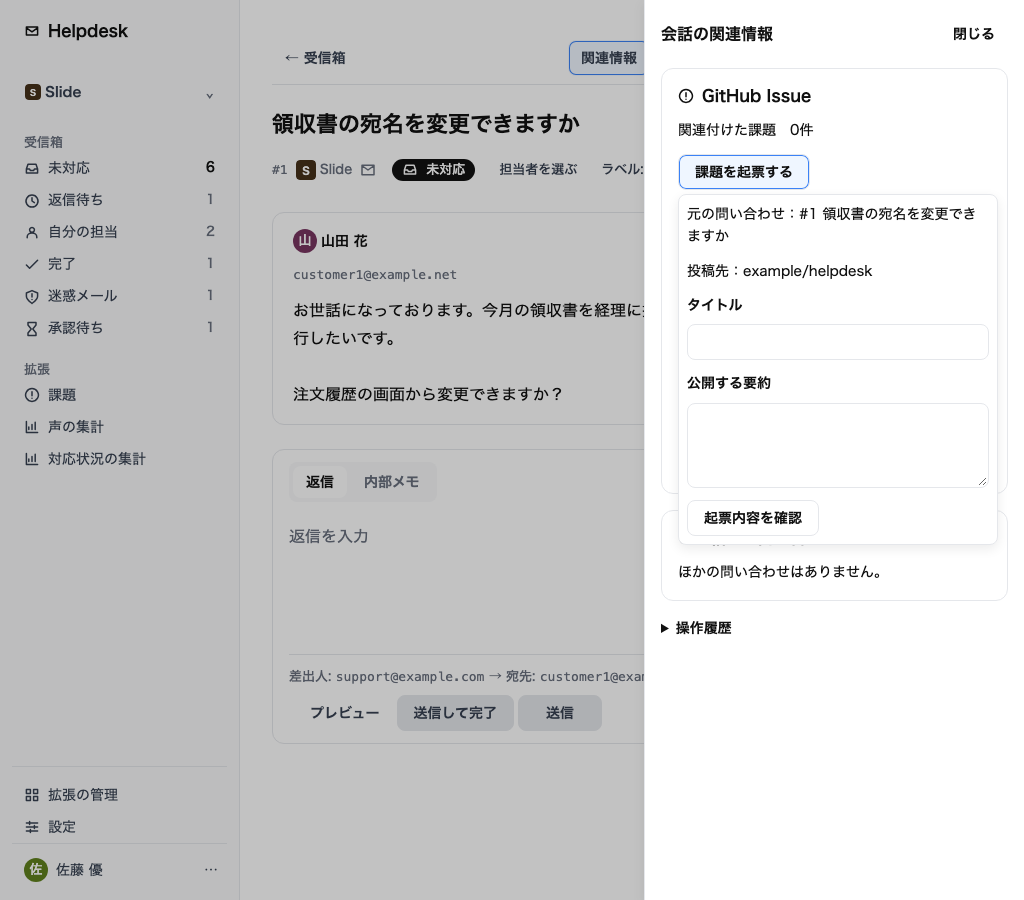 Helpdesk
S Slide
受信箱
未対応 6
返信待ち 1
自分の担当 2
完了 1
迷惑メール 1
承認待ち 1
拡張
課題
声の集計
対応状況の集計
拡張の管理
設定
佐 佐藤 優 …
← 受信箱
関連情報
領収書の宛名を変更できますか
#1 S Slide 未対応 担当者を選ぶ ラベル:
山 山田 花
customer1@example.net
お世話になっております。今月の領収書を経理に
行したいです。
注文履歴の画面から変更できますか？
返信 内部メモ
返信を入力
差出人: support@example.com → 宛先: customer1@exam
プレビュー 送信して完了 送信
会話の関連情報 閉じる
GitHub Issue
関連付けた課題 0件
課題を起票する
元の問い合わせ：#1 領収書の宛名を変更でき
ますか
投稿先：example/helpdesk
タイトル
公開する要約
起票内容を確認
ほかの問い合わせはありません。
▶ 操作履歴